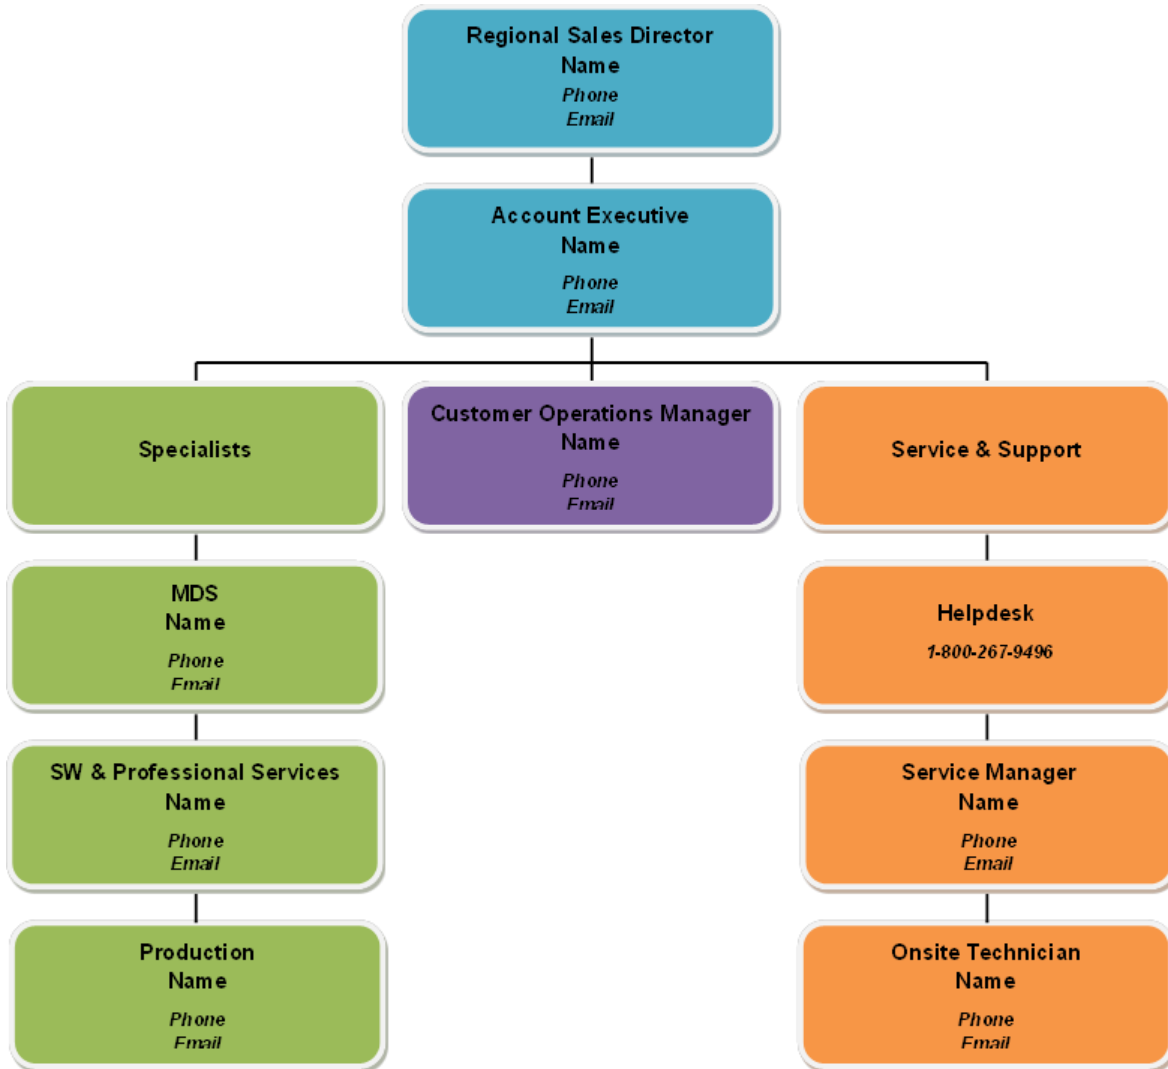 Regional Sales Director
Name
Phone
Email
Account Executive
Name
Phone
Email
Specialists
Customer Operations Manager
Name
Phone
Email
Service & Support
MDS
Name
Phone
Email
Helpdesk
1-800-267-9496
SW & Professional Services
Name
Phone
Email
Service Manager
Name
Phone
Email
Production
Name
Phone
Email
Onsite Technician
Name
Phone
Email